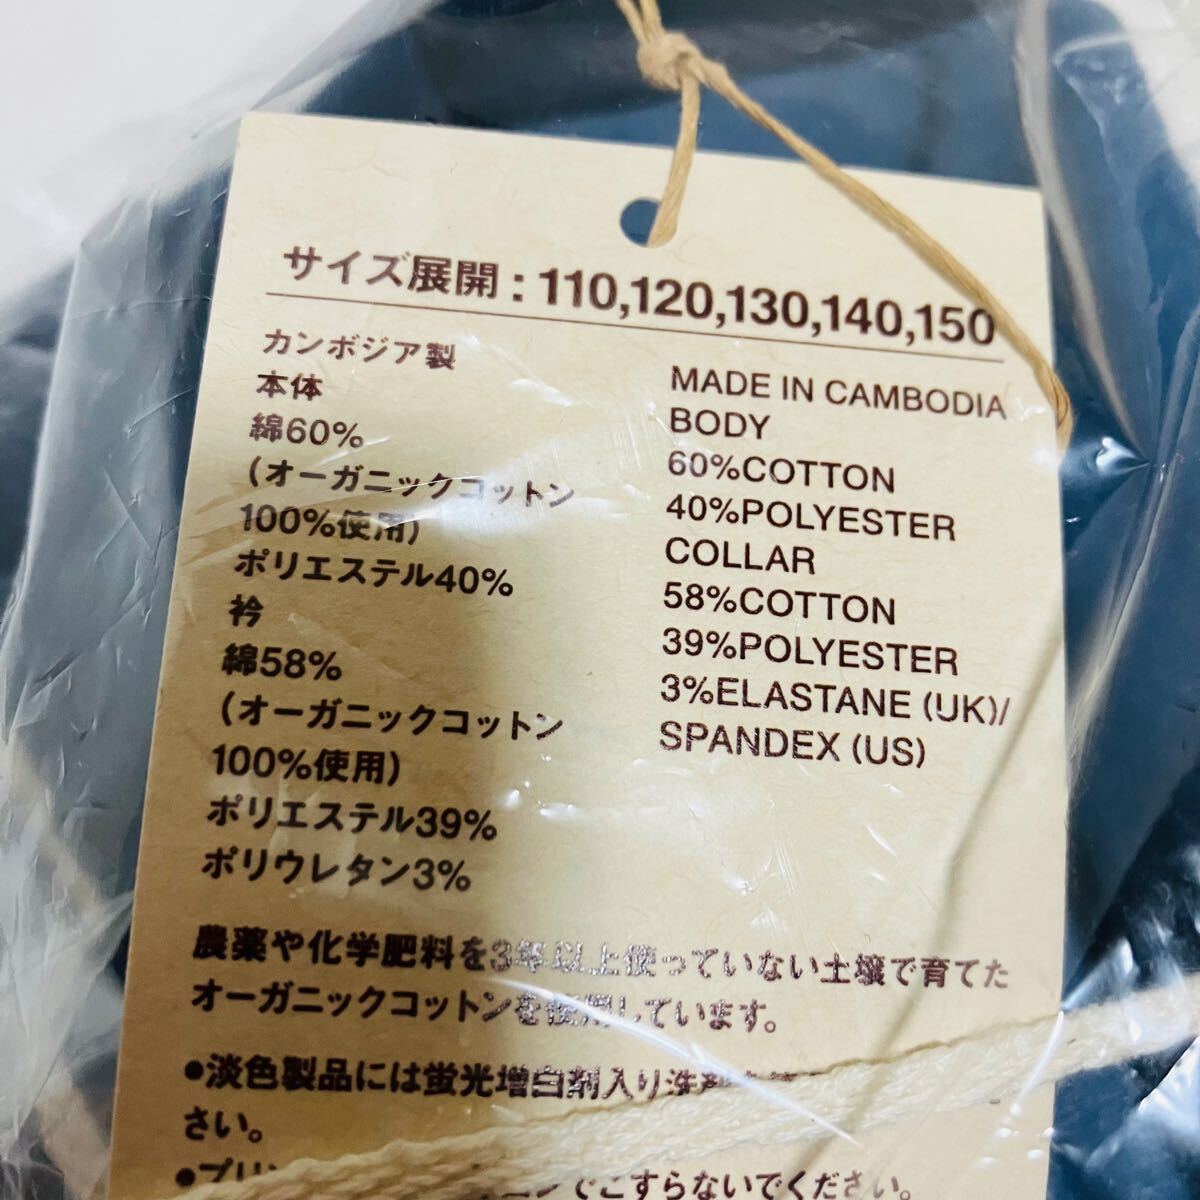 サイズ展開：110,120,130,140,150
カンボジア製
本体
綿60%
(オーガニックコットン
100%使用)
ポリエステル40%
衿
綿58%
(オーガニックコットン
100%使用)
ポリエステル39%
ポリウレタン3%
MADE IN CAMBODIA
BODY
60%COTTON
40%POLYESTER
COLLAR
58%COTTON
39%POLYESTER
3%ELASTANE (UK)/
SPANDEX (US)
農薬や化学肥料を3年以上使っていない土壌で育てた
オーガニックコットンを使用しています。
●淡色製品には蛍光増白剤入り洗剤
さい。
●プリン でこすらないでください。